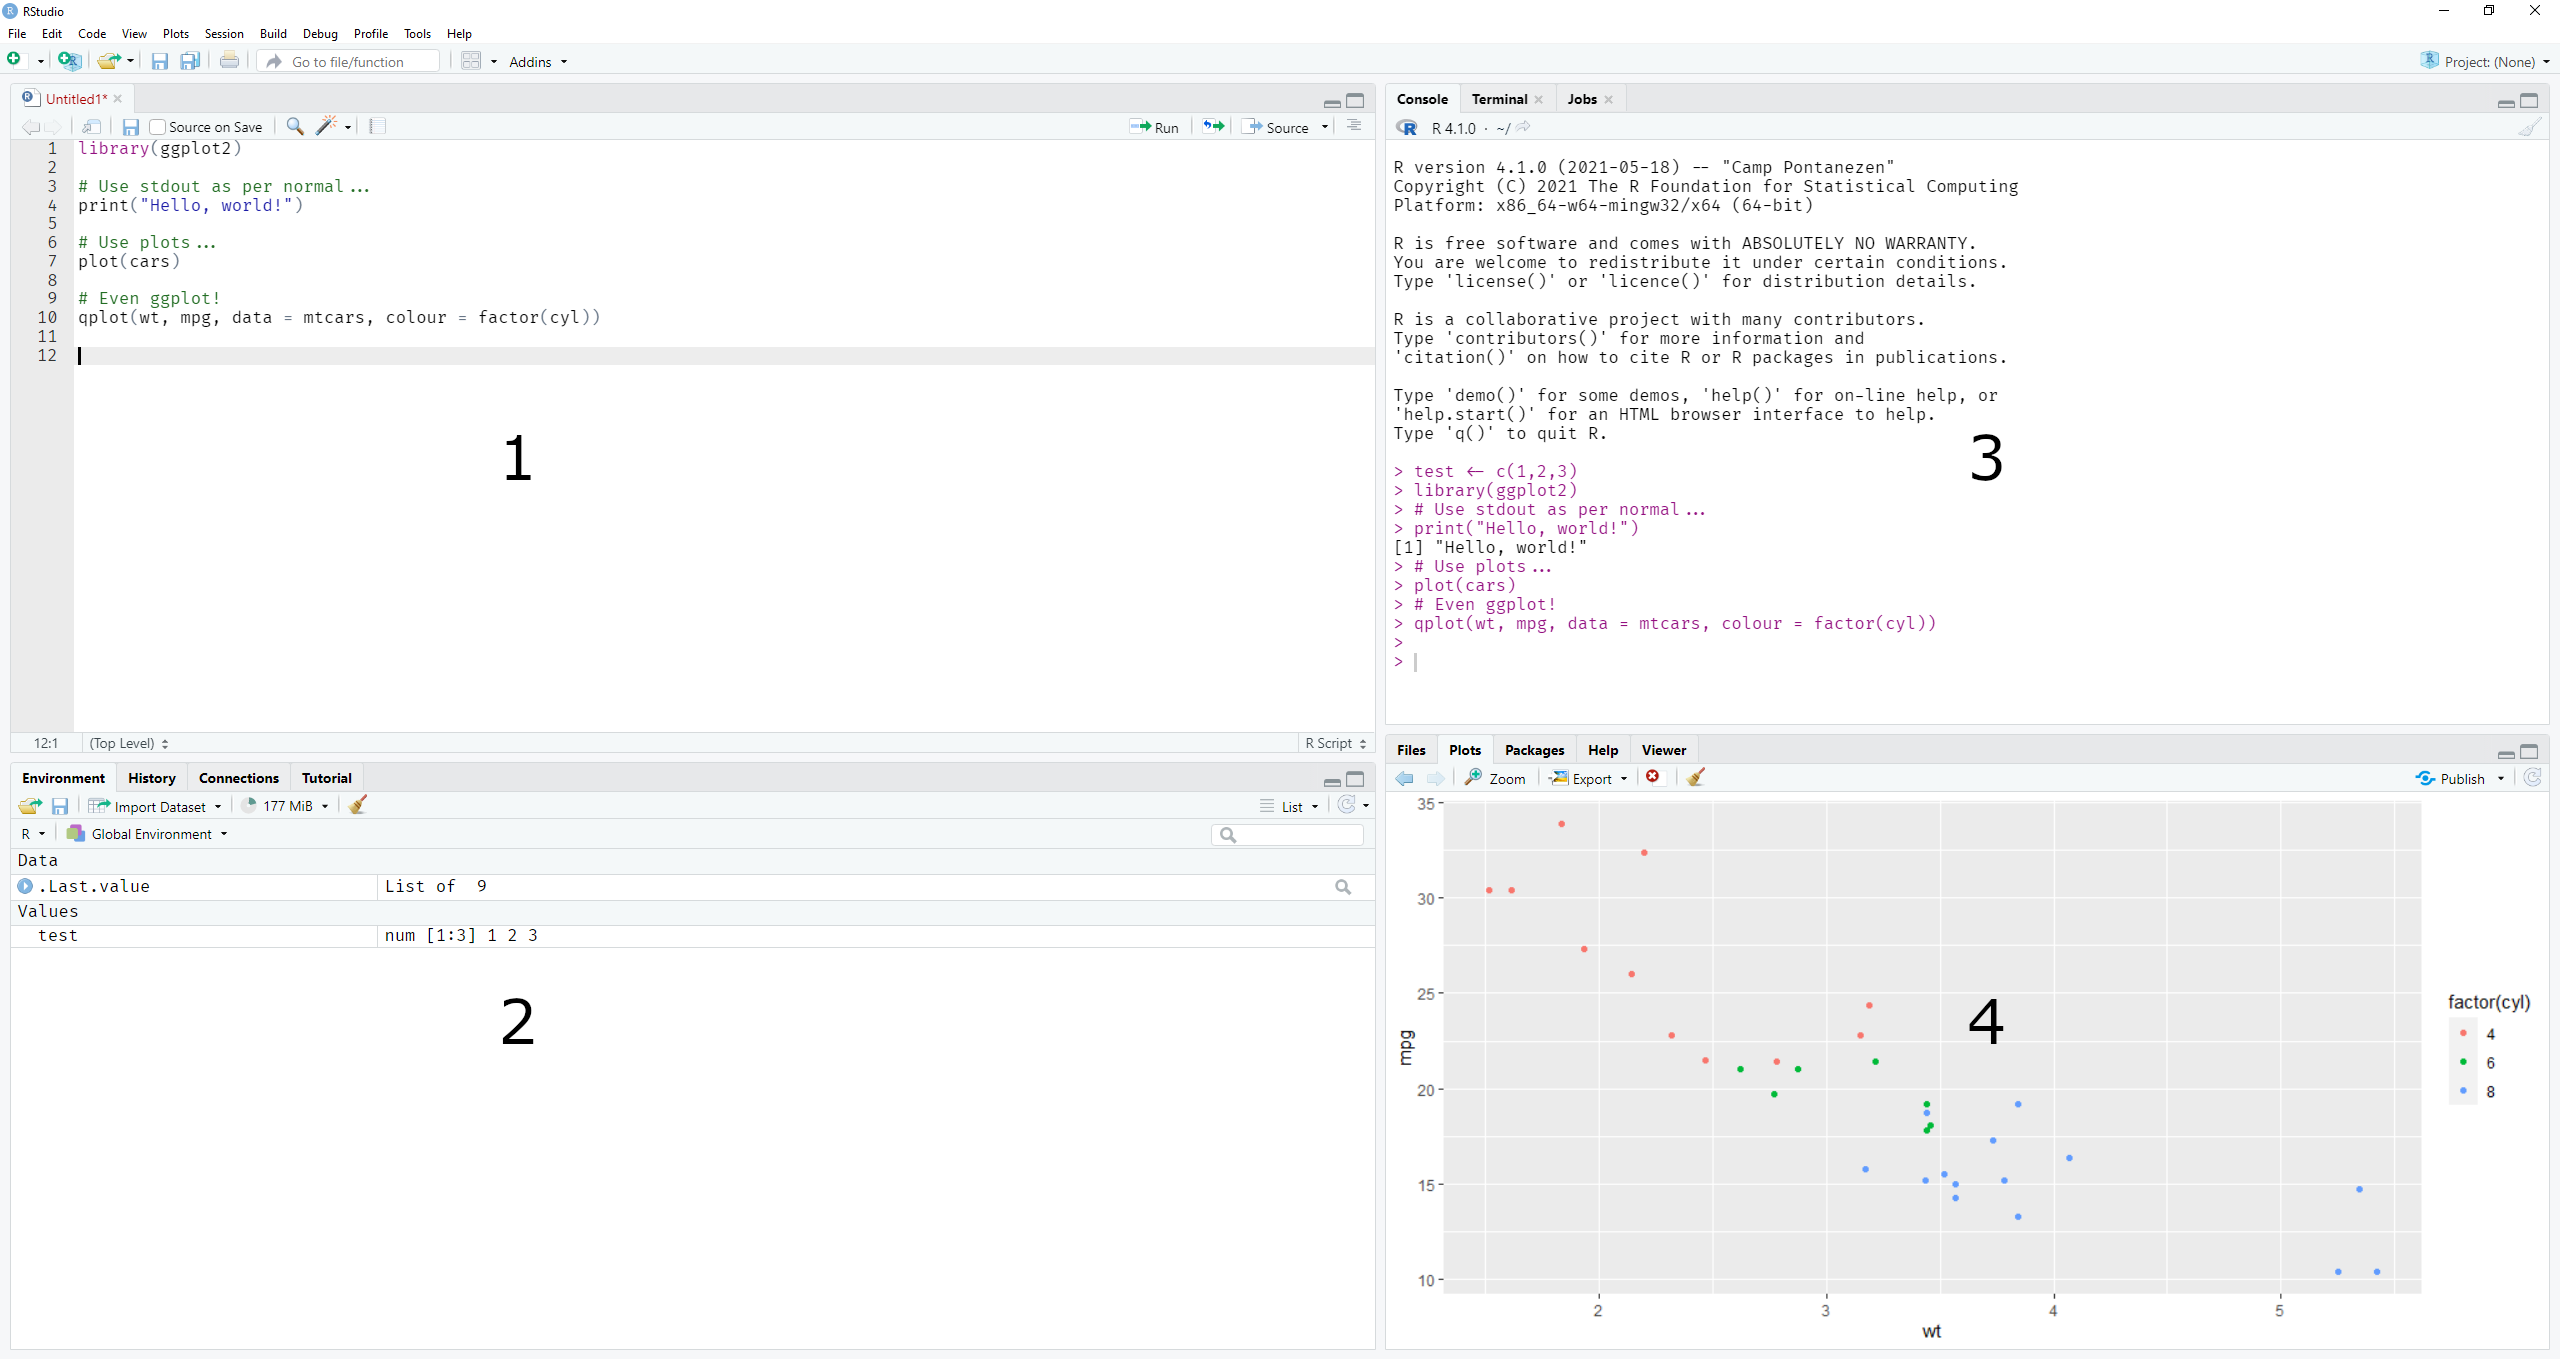 RStudio
File Edit Code View Plots Session Build Debug Profile Tools Help
Go to file/function Addins Project: (None)
Untitled1*
Source on Save Run Source
1 library(ggplot2)
2
3 # Use stdout as per normal...
4 print("Hello, world!")
5
6 # Use plots...
7 plot(cars)
8
9 # Even ggplot!
10 qplot(wt, mpg, data = mtcars, colour = factor(cyl))
11
12
1
12:1 (Top Level) R Script
Environment History Connections Tutorial
Import Dataset 177 MiB List
R Global Environment
Data
.Last.value List of 9
Values
test num [1:3] 1 2 3
2
Console Terminal Jobs
R 4.1.0 · ~/
R version 4.1.0 (2021-05-18) -- "Camp Pontanezen"
Copyright (C) 2021 The R Foundation for Statistical Computing
Platform: x86_64-w64-mingw32/x64 (64-bit)
R is free software and comes with ABSOLUTELY NO WARRANTY.
You are welcome to redistribute it under certain conditions.
Type 'license()' or 'licence()' for distribution details.
R is a collaborative project with many contributors.
Type 'contributors()' for more information and
'citation()' on how to cite R or R packages in publications.
Type 'demo()' for some demos, 'help()' for on-line help, or
'help.start()' for an HTML browser interface to help.
Type 'q()' to quit R.
3
> test <- c(1,2,3)
> library(ggplot2)
> # Use stdout as per normal...
> print("Hello, world!")
[1] "Hello, world!"
> # Use plots...
> plot(cars)
> # Even ggplot!
> qplot(wt, mpg, data = mtcars, colour = factor(cyl))
>
>
Files Plots Packages Help Viewer
Zoom Export Publish
35
30
25
20
15
10
mpg
2 3 4 5
wt
4
factor(cyl)
4
6
8